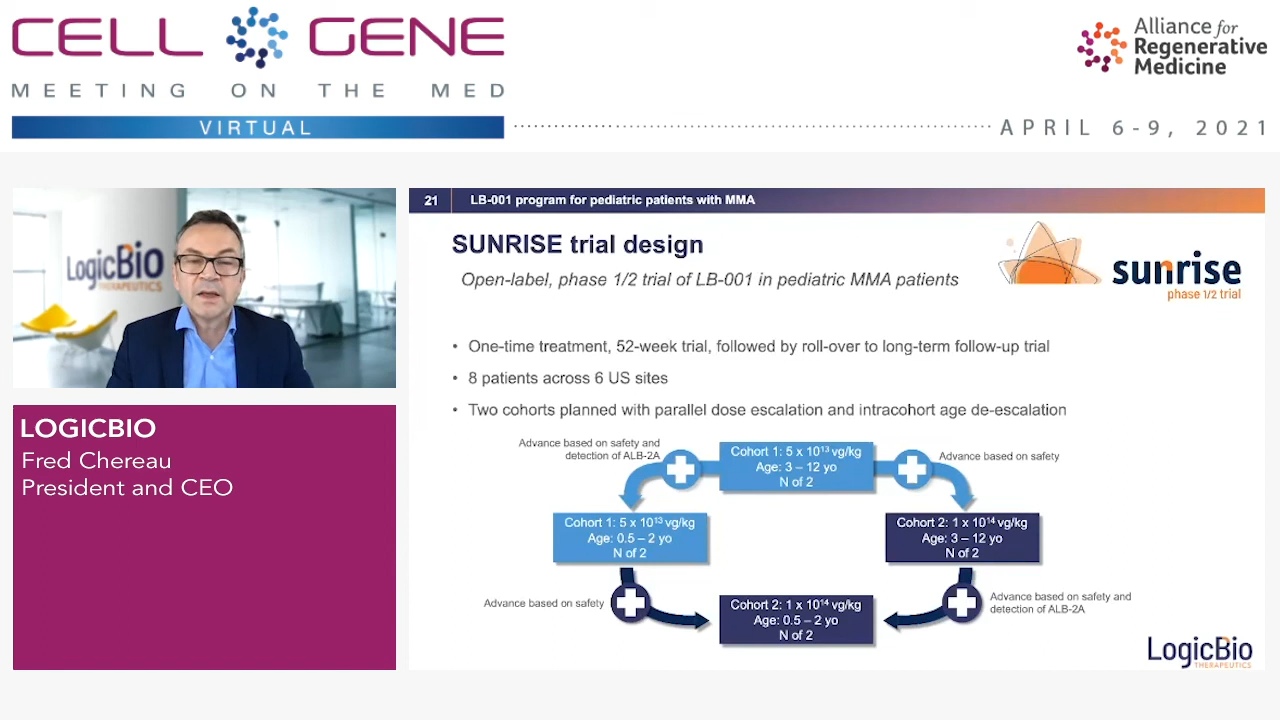 CELL GENE
MEETING ON THE MED
VIRTUAL
Alliance for
Regenerative
Medicine
APRIL 6-9, 2021
LogicBio
THERAPEUTICS
LOGICBIO
Fred Chereau
President and CEO
21 LB-001 program for pediatric patients with MMA
SUNRISE trial design
Open-label, phase 1/2 trial of LB-001 in pediatric MMA patients
sunrise
phase 1/2 trial
• One-time treatment, 52-week trial, followed by roll-over to long-term follow-up trial
• 8 patients across 6 US sites
• Two cohorts planned with parallel dose escalation and intracohort age de-escalation
Advance based on safety and
detection of ALB-2A
Cohort 1: 5 x 10¹³ vg/kg
Age: 3 – 12 yo
N of 2
Advance based on safety
Cohort 1: 5 x 10¹³ vg/kg
Age: 0.5 – 2 yo
N of 2
Cohort 2: 1 x 10¹⁴ vg/kg
Age: 3 – 12 yo
N of 2
Advance based on safety
Cohort 2: 1 x 10¹⁴ vg/kg
Age: 0.5 – 2 yo
N of 2
Advance based on safety and
detection of ALB-2A
LogicBio
THERAPEUTICS